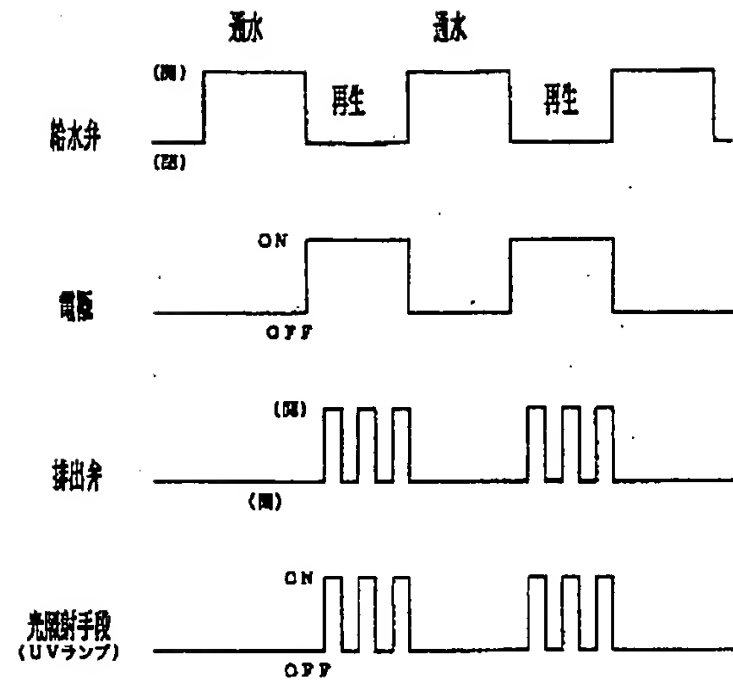 通水
通水
(開)
再生
再生
給水弁
(閉)
ON
電極
OFF
(開)
排出弁
(閉)
ON
光照射手段
(UVランプ)
OFF